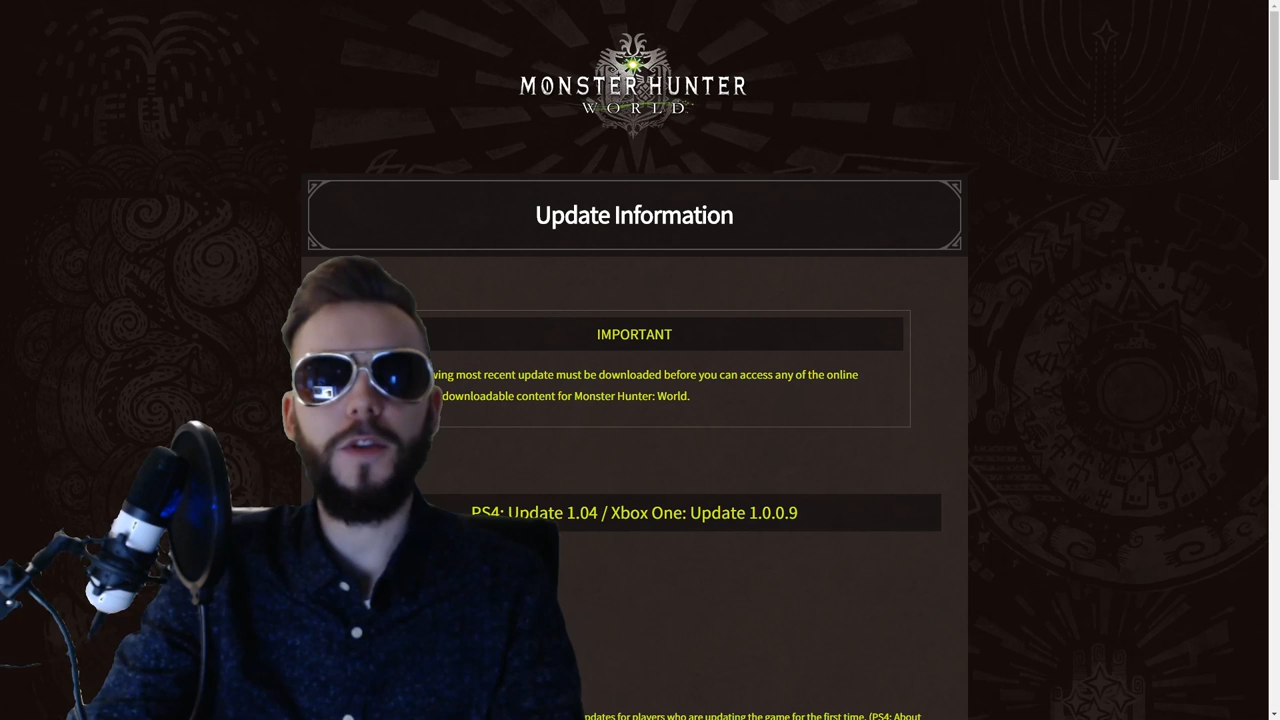 MONSTER HUNTER
WORLD
Update Information
IMPORTANT
most recent update must be downloaded before you can access any of the online
downloadable content for Monster Hunter: World.
PS4: Update 1.04 / Xbox One: Update 1.0.0.9
for players who are updating the game for the first time. (PS4: About